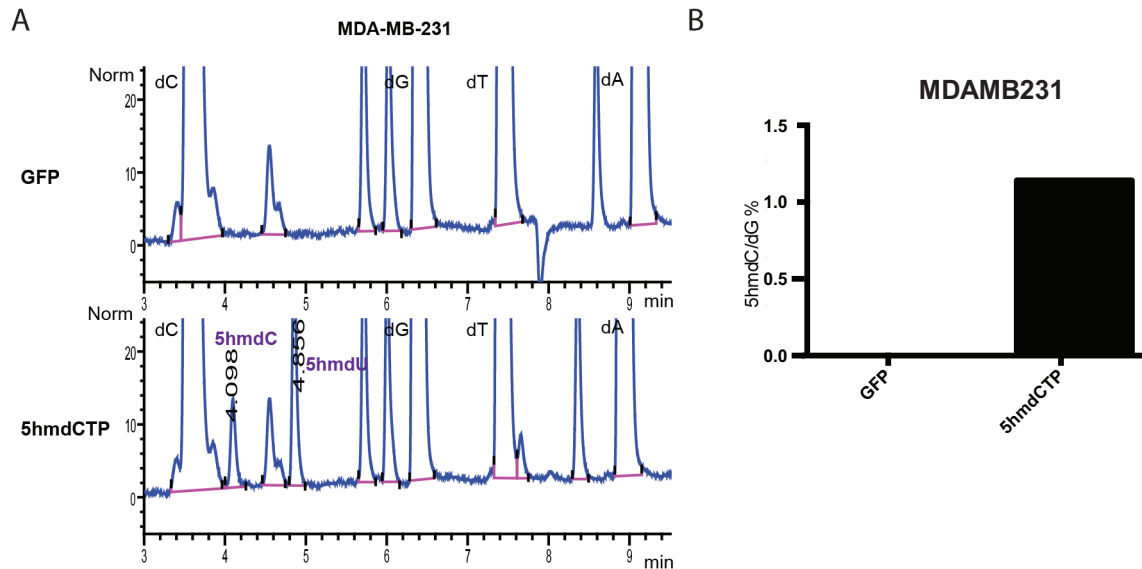 A
MDA-MB-231
Norm
dC
dG
dT
dA
20
10
0
GFP
3 4 5 6 7 8 9 min
Norm
dC
4.098
5hmdC
4.856
5hmdU
dG
dT
dA
20
10
0
5hmdCTP
3 4 5 6 7 8 9 min
B
MDAMB231
5hmdC/dG %
1.5
1.0
0.5
0.0
GFP
5hmdCTP